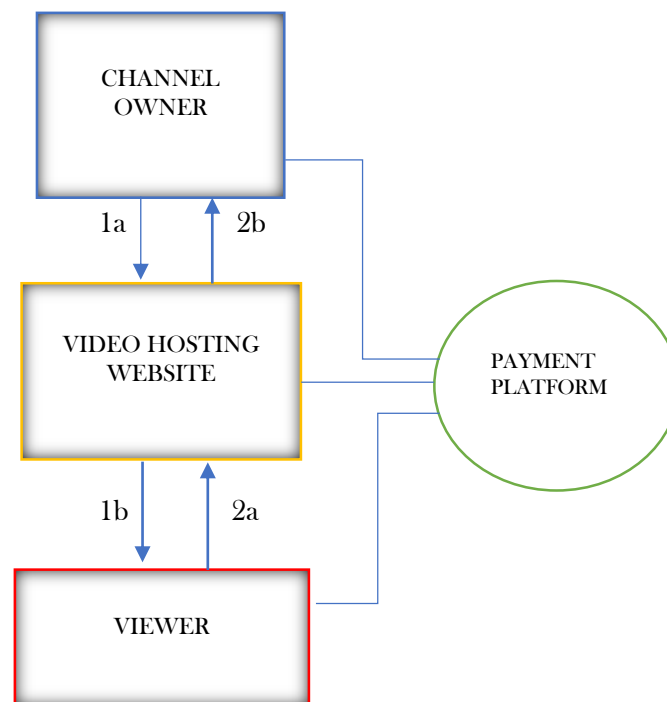 CHANNEL
OWNER
1a
2b
VIDEO HOSTING
WEBSITE
PAYMENT
PLATFORM
1b
2a
VIEWER